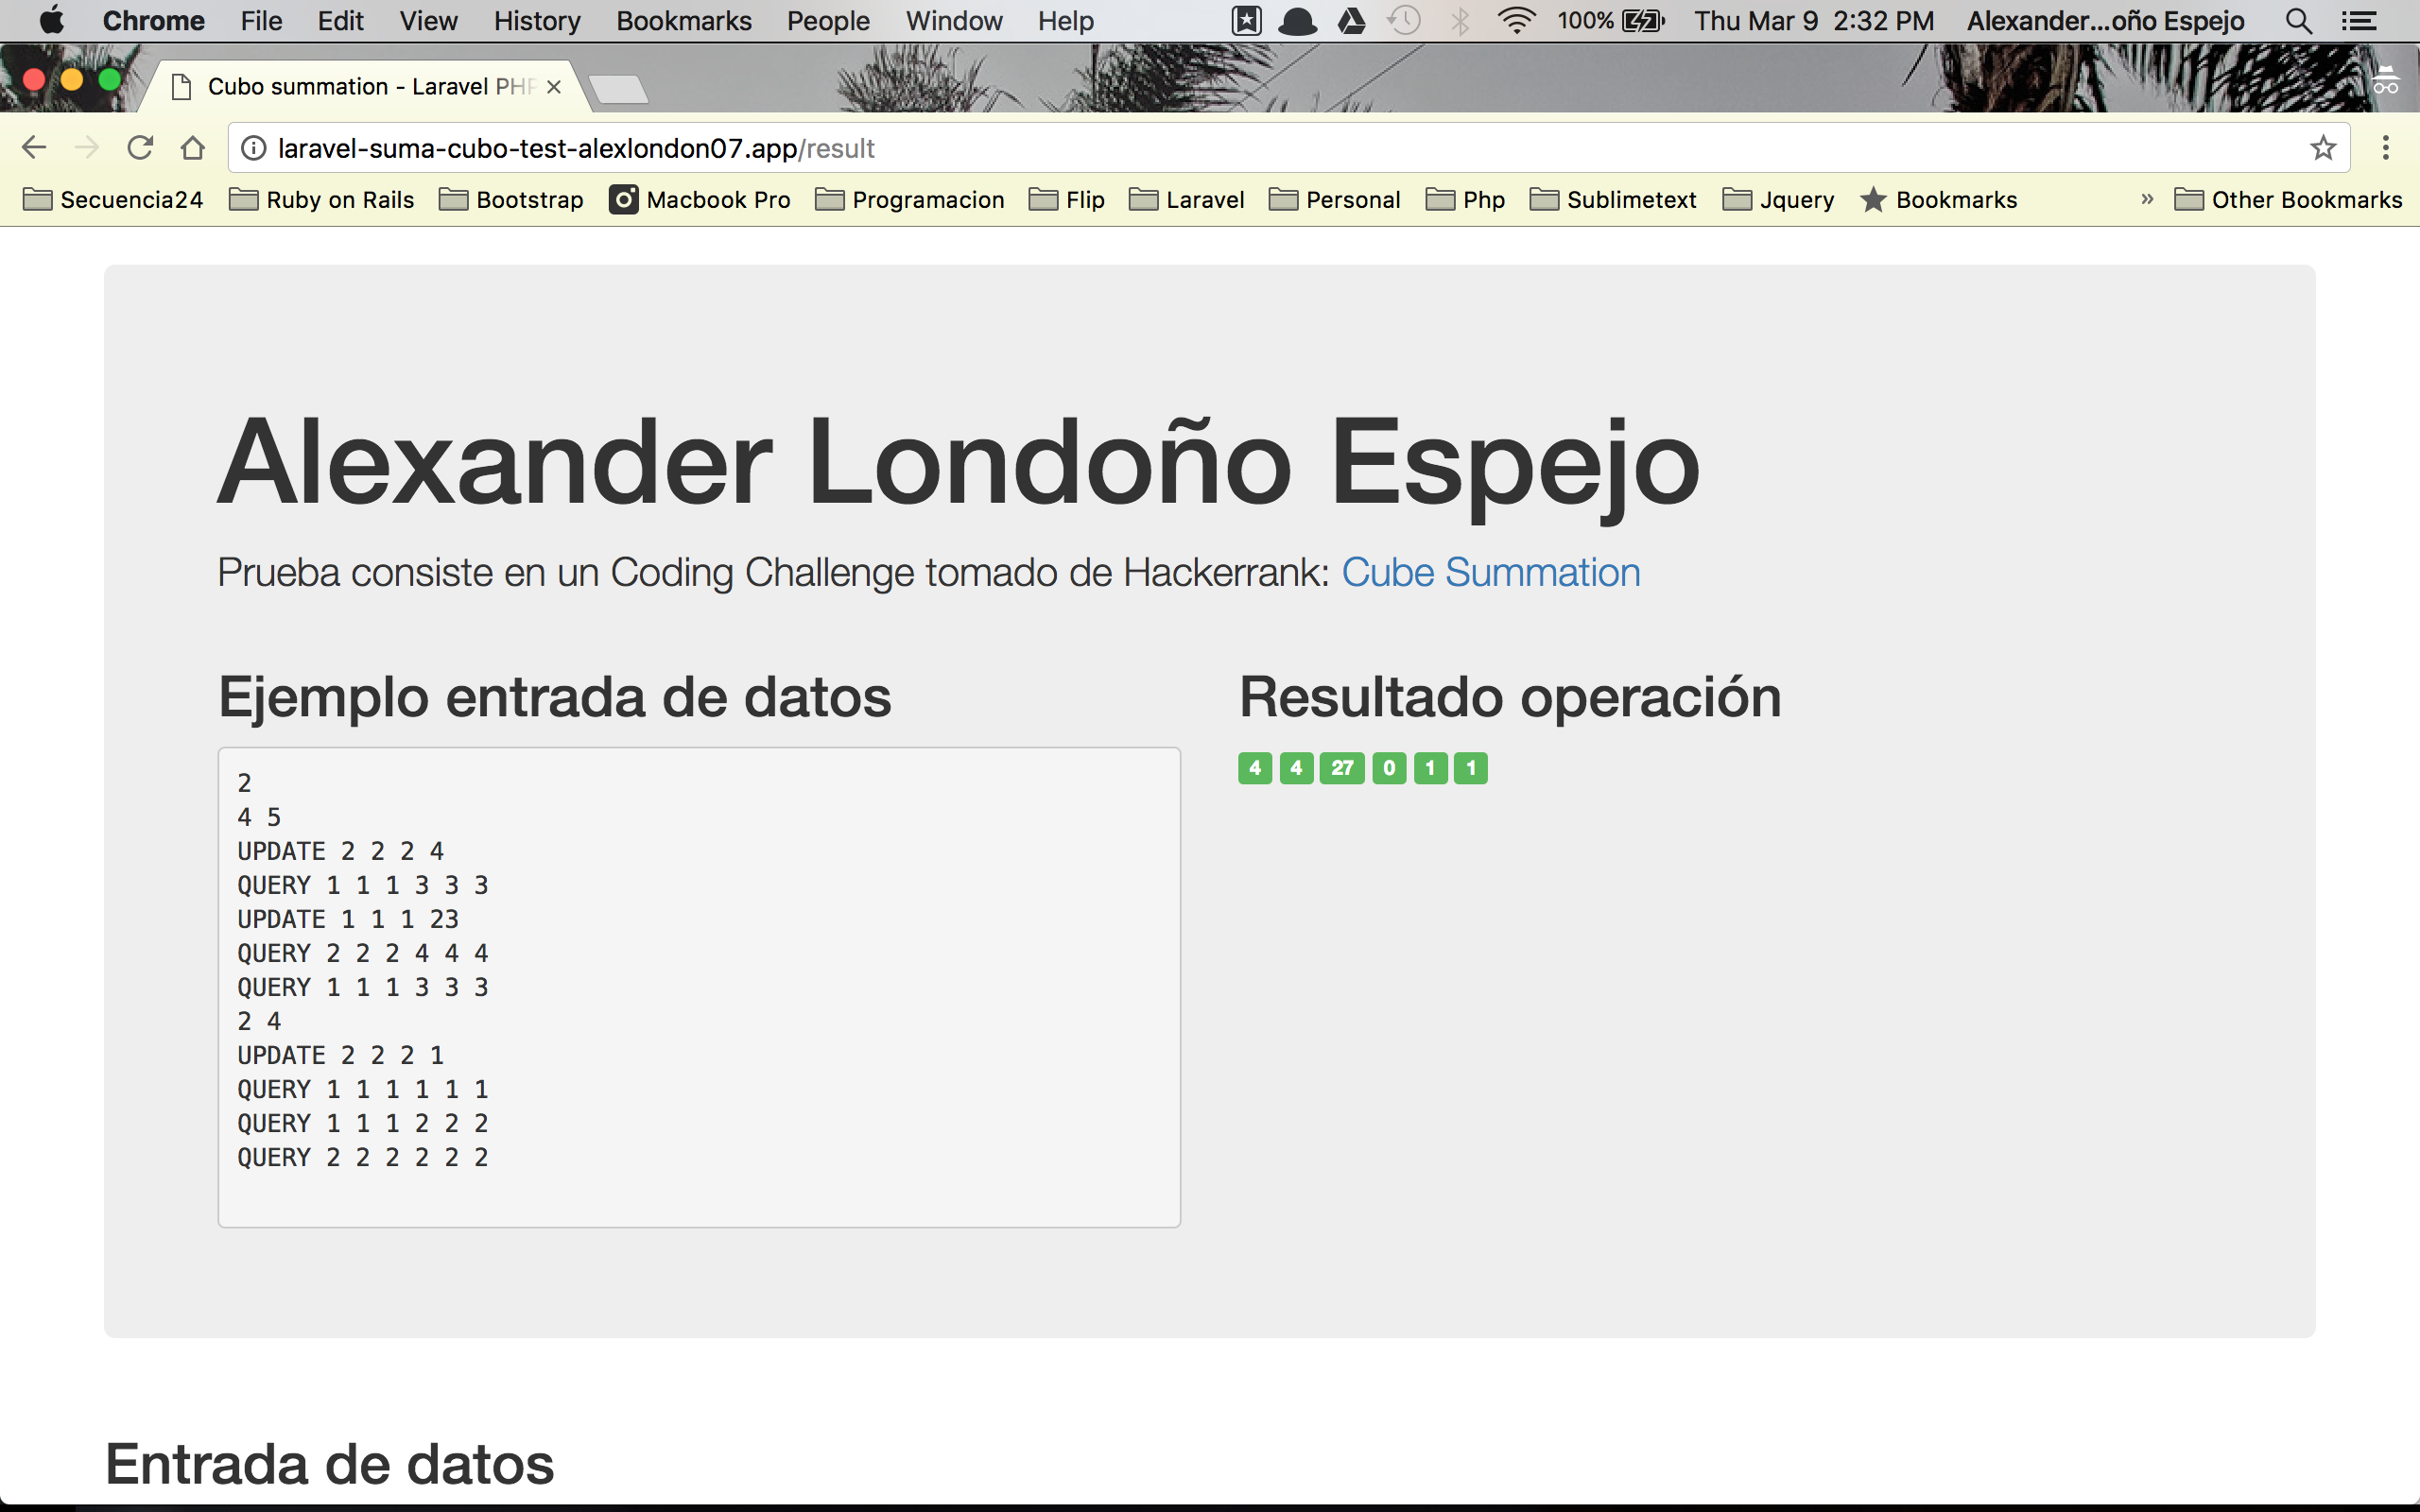 Chrome File Edit View History Bookmarks People Window Help 100% Thu Mar 9 2:32 PM Alexander...oño Espejo
Cubo summation - Laravel PHP
laravel-suma-cubo-test-alexlondon07.app/result
Secuencia24 Ruby on Rails Bootstrap Macbook Pro Programacion Flip Laravel Personal Php Sublimetext Jquery Bookmarks » Other Bookmarks
Alexander Londoño Espejo
Prueba consiste en un Coding Challenge tomado de Hackerrank: Cube Summation
Ejemplo entrada de datos
2
4 5
UPDATE 2 2 2 4
QUERY 1 1 1 3 3 3
UPDATE 1 1 1 23
QUERY 2 2 2 4 4 4
QUERY 1 1 1 3 3 3
2 4
UPDATE 2 2 2 1
QUERY 1 1 1 1 1 1
QUERY 1 1 1 2 2 2
QUERY 2 2 2 2 2 2
Resultado operación
4 4 27 0 1 1
Entrada de datos